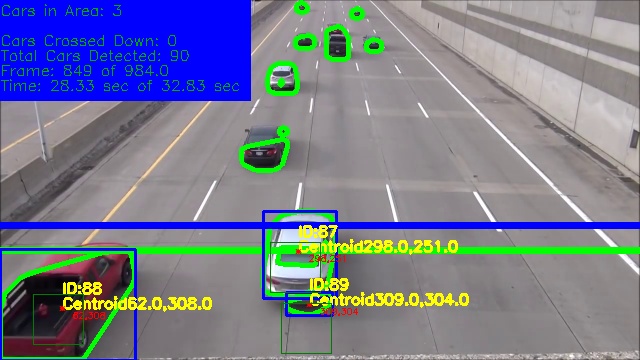 Cars in Area: 3
Cars Crossed Down: 0
Total Cars Detected: 90
Frame: 849 of 984.0
Time: 28.33 sec of 32.83 sec
ID:87
Centroid298.0,251.0
ID:88
Centroid62.0,308.0
62,308
ID:89
Centroid309.0,304.0